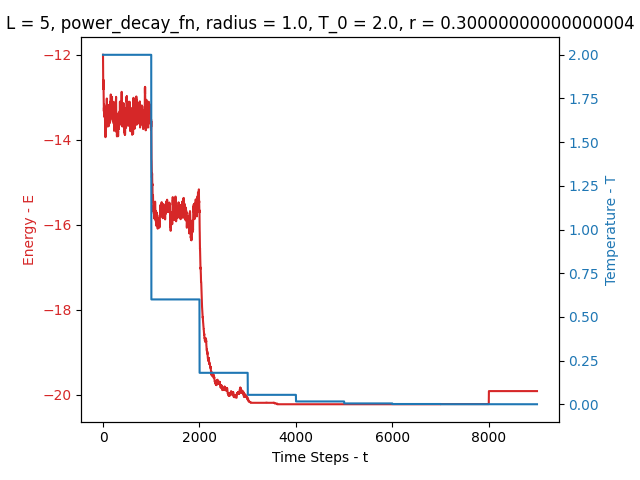 L = 5, power_decay_fn, radius = 1.0, T_0 = 2.0, r = 0.30000000000000004
−12
−14
−16
−18
−20
Energy - E
2.00
1.75
1.50
1.25
1.00
0.75
0.50
0.25
0.00
Temperature - T
0 2000 4000 6000 8000
Time Steps - t